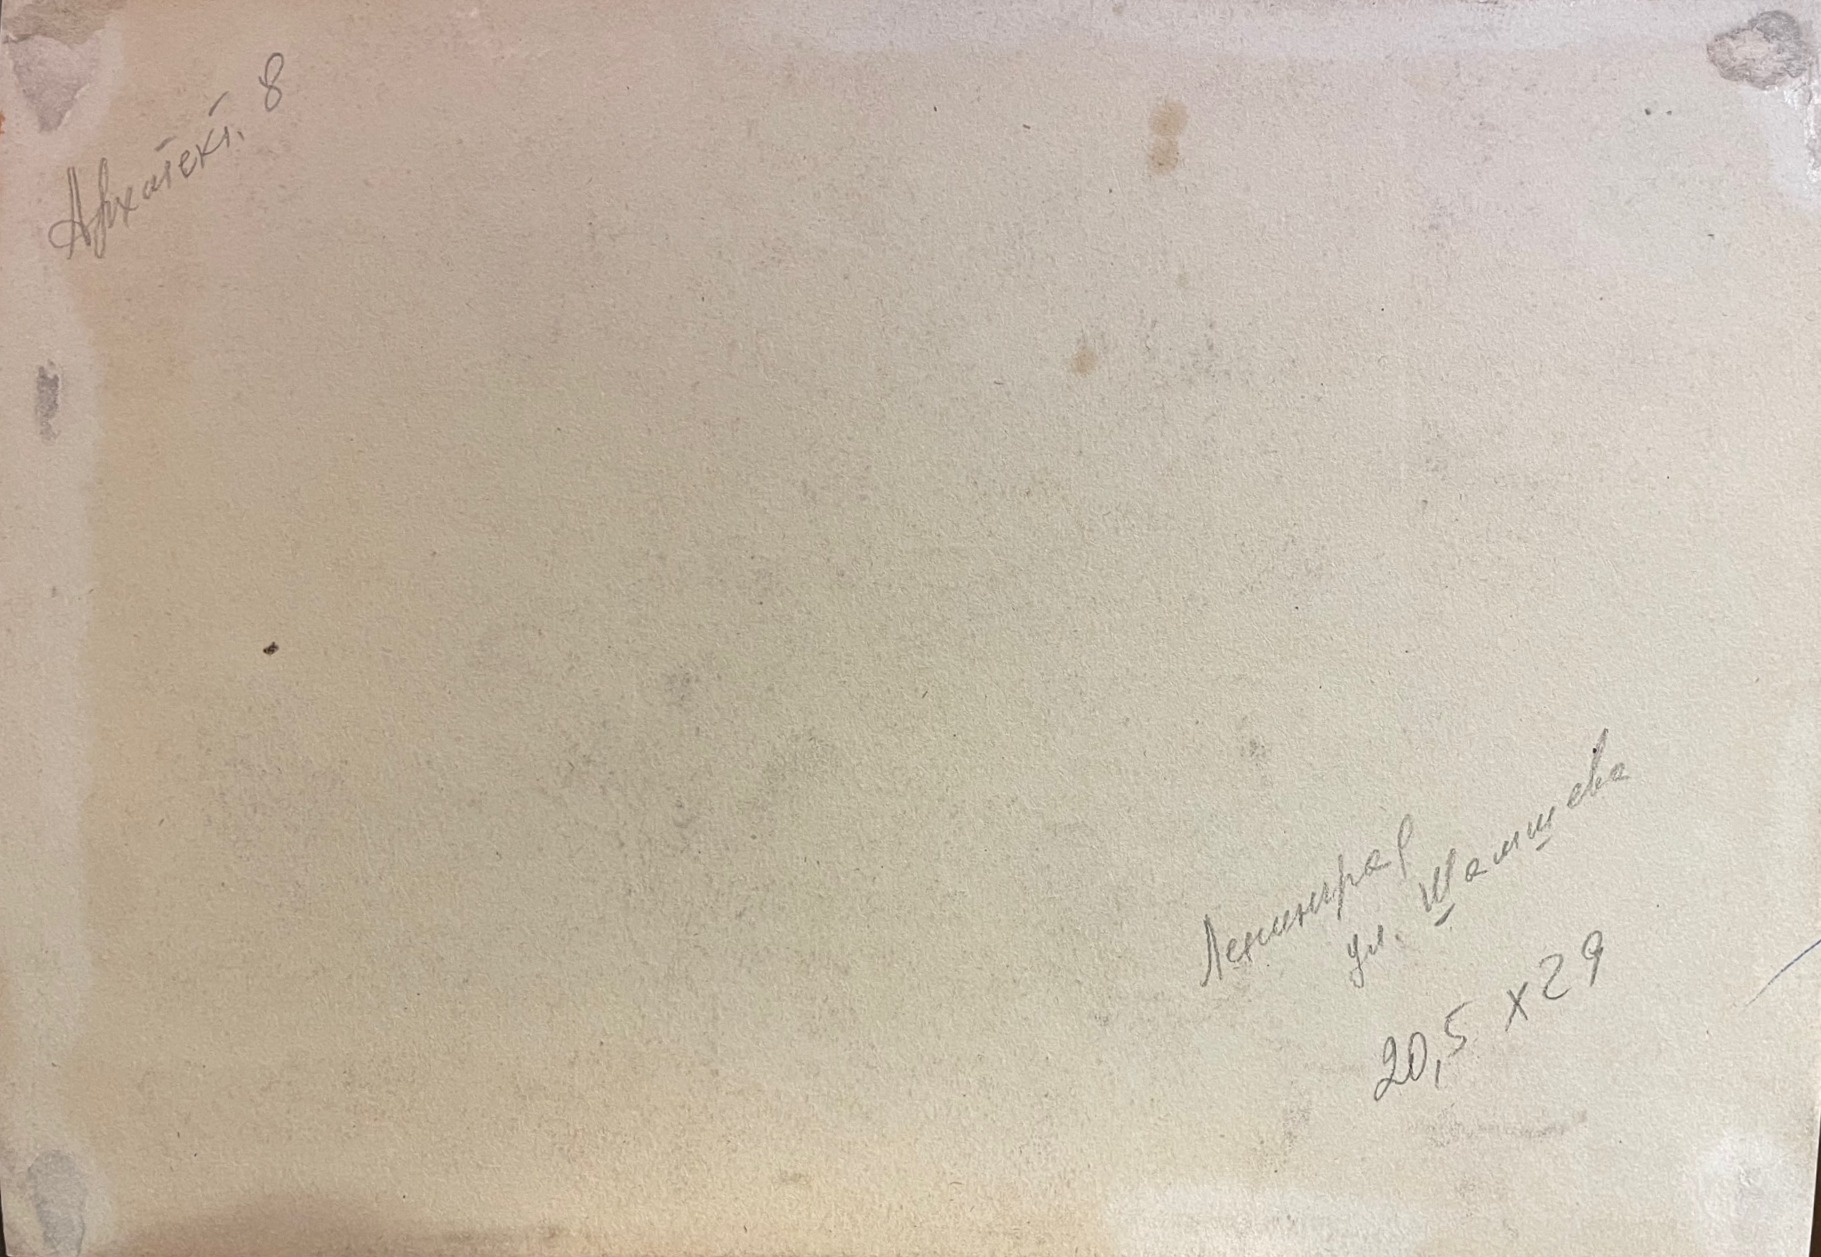 Архитект. 8
Ленинград
ул. Шамшева
20,5 х 29